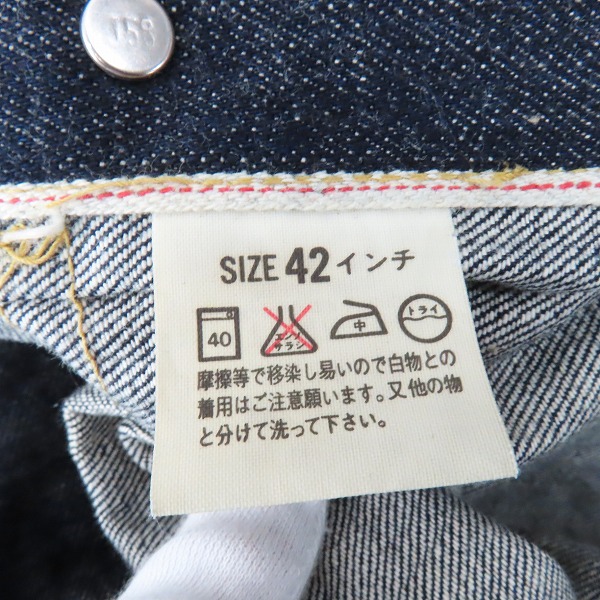 J58
SIZE 42インチ
40
エンソ
サラシ
中
ドライ
摩擦等で移染し易いので白物との
着用はご注意願います。又他の物
と分けて洗って下さい。